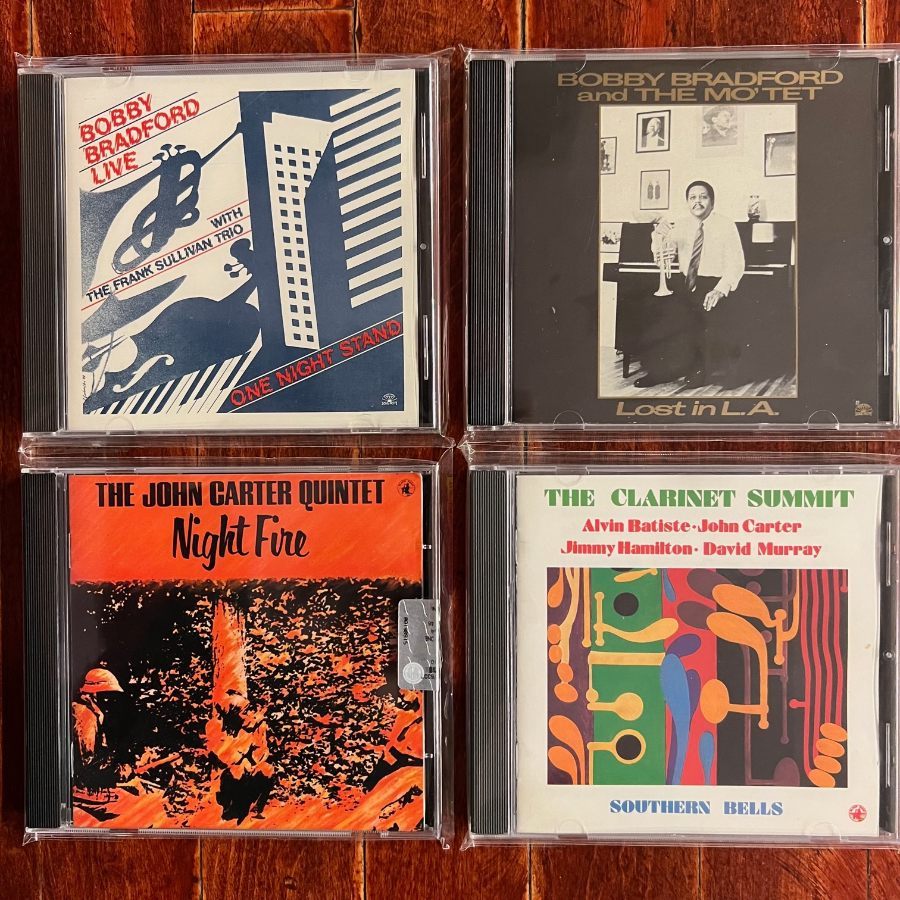 BOBBY
BRADFORD
LIVE
WITH
THE FRANK SULLIVAN TRIO
ONE NIGHT STAND
BOBBY BRADFORD
and THE MO'TET
Lost in L.A.
THE JOHN CARTER QUINTET
Night Fire
THE CLARINET SUMMIT
Alvin Batiste • John Carter
Jimmy Hamilton • David Murray
SOUTHERN BELLS